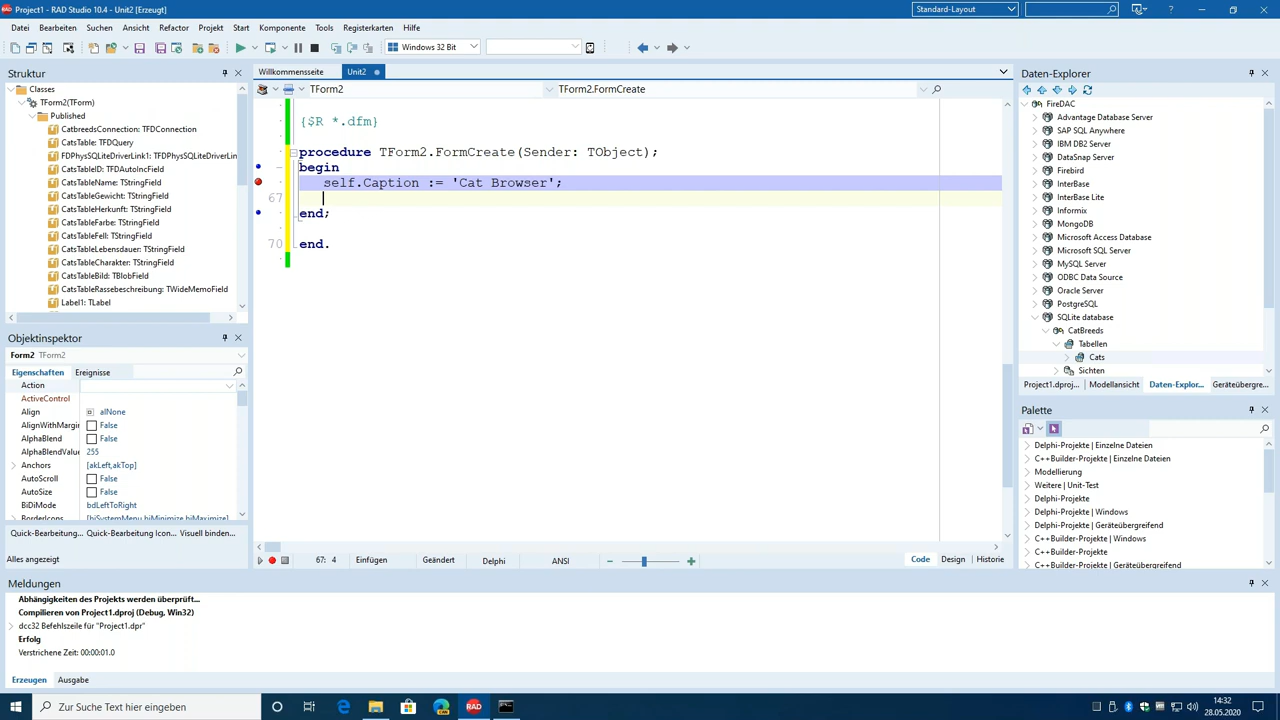 Project1 - RAD Studio 10.4 - Unit2 [Erzeugt]
Standard-Layout
Datei Bearbeiten Suchen Ansicht Refactor Projekt Start Komponente Tools Registerkarten Hilfe
Windows 32 Bit
Struktur
Classes
TForm2(TForm)
Published
CatbreedsConnection: TFDConnection
CatsTable: TFDQuery
FDPhysSQLiteDriverLink1: TFDPhysSQLiteDriverLin
CatsTableID: TFDAutoIncField
CatsTableName: TStringField
CatsTableGewicht: TStringField
CatsTableHerkunft: TStringField
CatsTableFarbe: TStringField
CatsTableFell: TStringField
CatsTableLebensdauer: TStringField
CatsTableCharakter: TStringField
CatsTableBild: TBlobField
CatsTableRassebeschreibung: TWideMemoField
Label1: TLabel
Objektinspektor
Form2 TForm2
Eigenschaften Ereignisse
Action
ActiveControl
Align alNone
AlignWithMargin False
AlphaBlend False
AlphaBlendValue 255
Anchors [akLeft,akTop]
AutoScroll False
AutoSize False
BiDiMode bdLeftToRight
BorderIcons [biSystemMenu,biMinimize,biMaximize]
Quick-Bearbeitung... Quick-Bearbeitung Icon... Visuell binden...
Alles angezeigt
Willkommensseite Unit2
TForm2 TForm2.FormCreate
{$R *.dfm}
procedure TForm2.FormCreate(Sender: TObject);
begin
self.Caption := 'Cat Browser';
67
end;
70 end.
67: 4 Einfügen Geändert Delphi ANSI
Code Design Historie
Daten-Explorer
FireDAC
Advantage Database Server
SAP SQL Anywhere
IBM DB2 Server
DataSnap Server
Firebird
InterBase
InterBase Lite
Informix
MongoDB
Microsoft Access Database
Microsoft SQL Server
MySQL Server
ODBC Data Source
Oracle Server
PostgreSQL
SQLite database
CatBreeds
Tabellen
Cats
Sichten
Project1.dproj... Modellansicht Daten-Explor... Geräteübergre...
Palette
Delphi-Projekte | Einzelne Dateien
C++Builder-Projekte | Einzelne Dateien
Modellierung
Weitere | Unit-Test
Delphi-Projekte
Delphi-Projekte | Windows
Delphi-Projekte | Geräteübergreifend
C++Builder-Projekte | Windows
C++Builder-Projekte
C++Builder-Projekte | Geräteübergreifend
Meldungen
Abhängigkeiten des Projekts werden überprüft...
Compilieren von Project1.dproj (Debug, Win32)
dcc32 Befehlszeile für "Project1.dpr"
Erfolg
Verstrichene Zeit: 00:00:01.0
Erzeugen Ausgabe
Zur Suche Text hier eingeben
RAD
14:32
28.05.2020